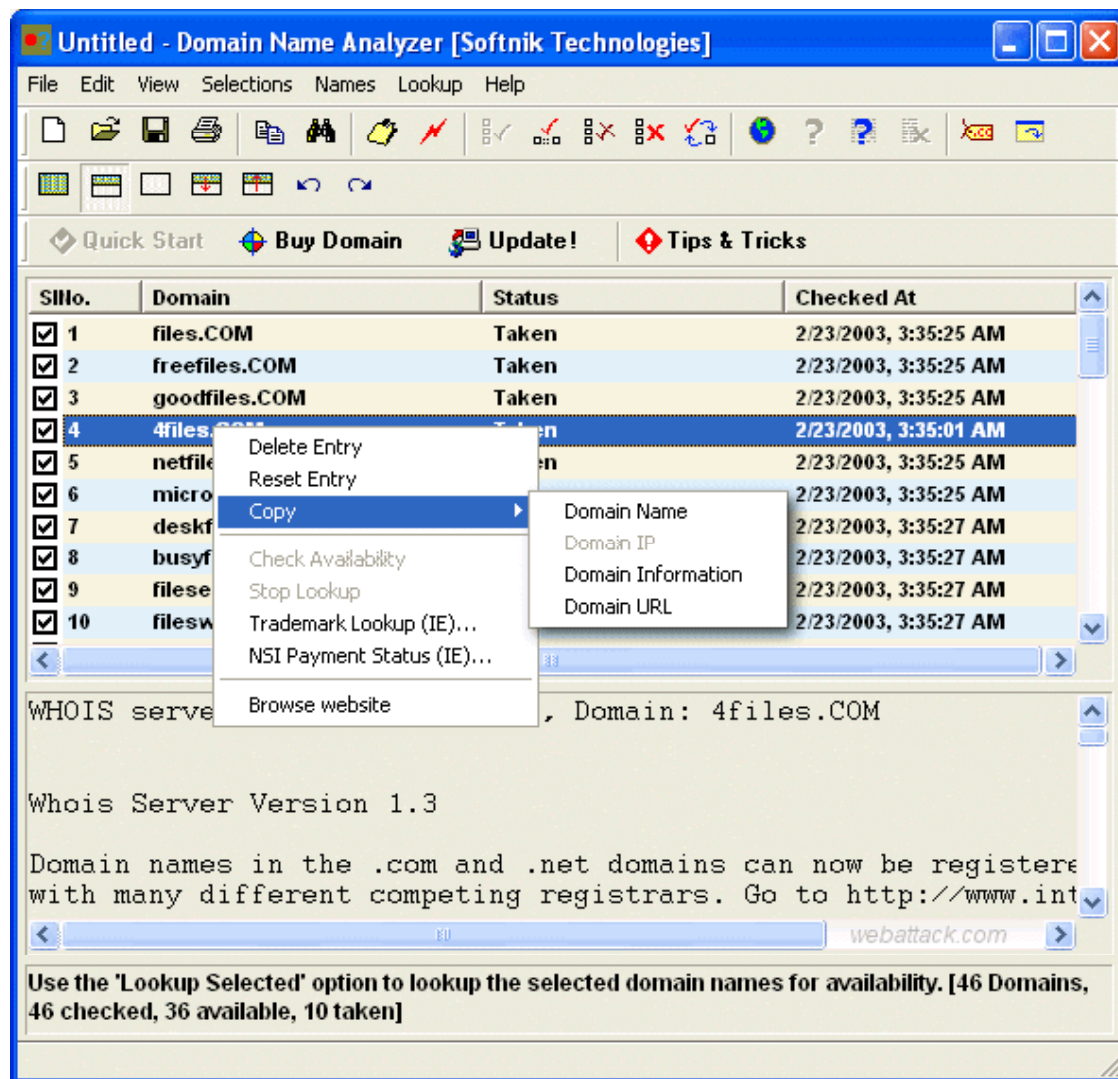 Untitled - Domain Name Analyzer [Softnik Technologies]
File Edit View Selections Names Lookup Help
Quick Start Buy Domain Update! Tips & Tricks
SlNo. Domain Status Checked At
1 files.COM Taken 2/23/2003, 3:35:25 AM
2 freefiles.COM Taken 2/23/2003, 3:35:25 AM
3 goodfiles.COM Taken 2/23/2003, 3:35:25 AM
4 4files.COM Taken 2/23/2003, 3:35:01 AM
5 2/23/2003, 3:35:25 AM
6 2/23/2003, 3:35:25 AM
7 2/23/2003, 3:35:27 AM
8 2/23/2003, 3:35:27 AM
9 2/23/2003, 3:35:27 AM
10 2/23/2003, 3:35:27 AM
Delete Entry
Reset Entry
Copy
Check Availability
Stop Lookup
Trademark Lookup (IE)...
NSI Payment Status (IE)...
Browse website
Domain Name
Domain IP
Domain Information
Domain URL
WHOIS , Domain: 4files.COM
Whois Server Version 1.3
Domain names in the .com and .net domains can now be registere
with many different competing registrars. Go to http://www.int
webattack.com
Use the 'Lookup Selected' option to lookup the selected domain names for availability. [46 Domains,
46 checked, 36 available, 10 taken]